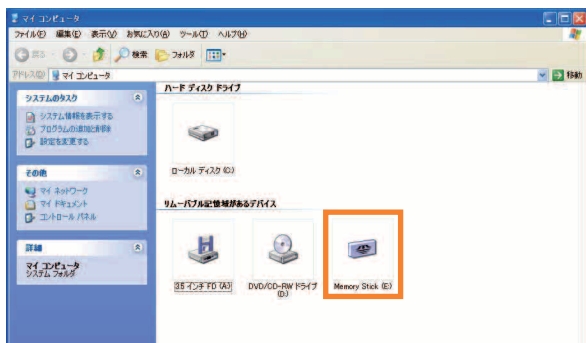 マイ コンピュータ
ファイル(F) 編集(E) 表示(V) お気に入り(A) ツール(T) ヘルプ(H)
戻る 検索 フォルダ
アドレス(D) マイ コンピュータ 移動
システムのタスク
システム情報を表示する
プログラムの追加と削除
設定を変更する
その他
マイ ネットワーク
マイ ドキュメント
コントロール パネル
詳細
マイ コンピュータ
システム フォルダ
ハード ディスク ドライブ
ローカル ディスク (C:)
リムーバブル記憶域があるデバイス
3.5 インチ FD (A:)
DVD/CD-RW ドライブ
(D:)
Memory Stick (E:)